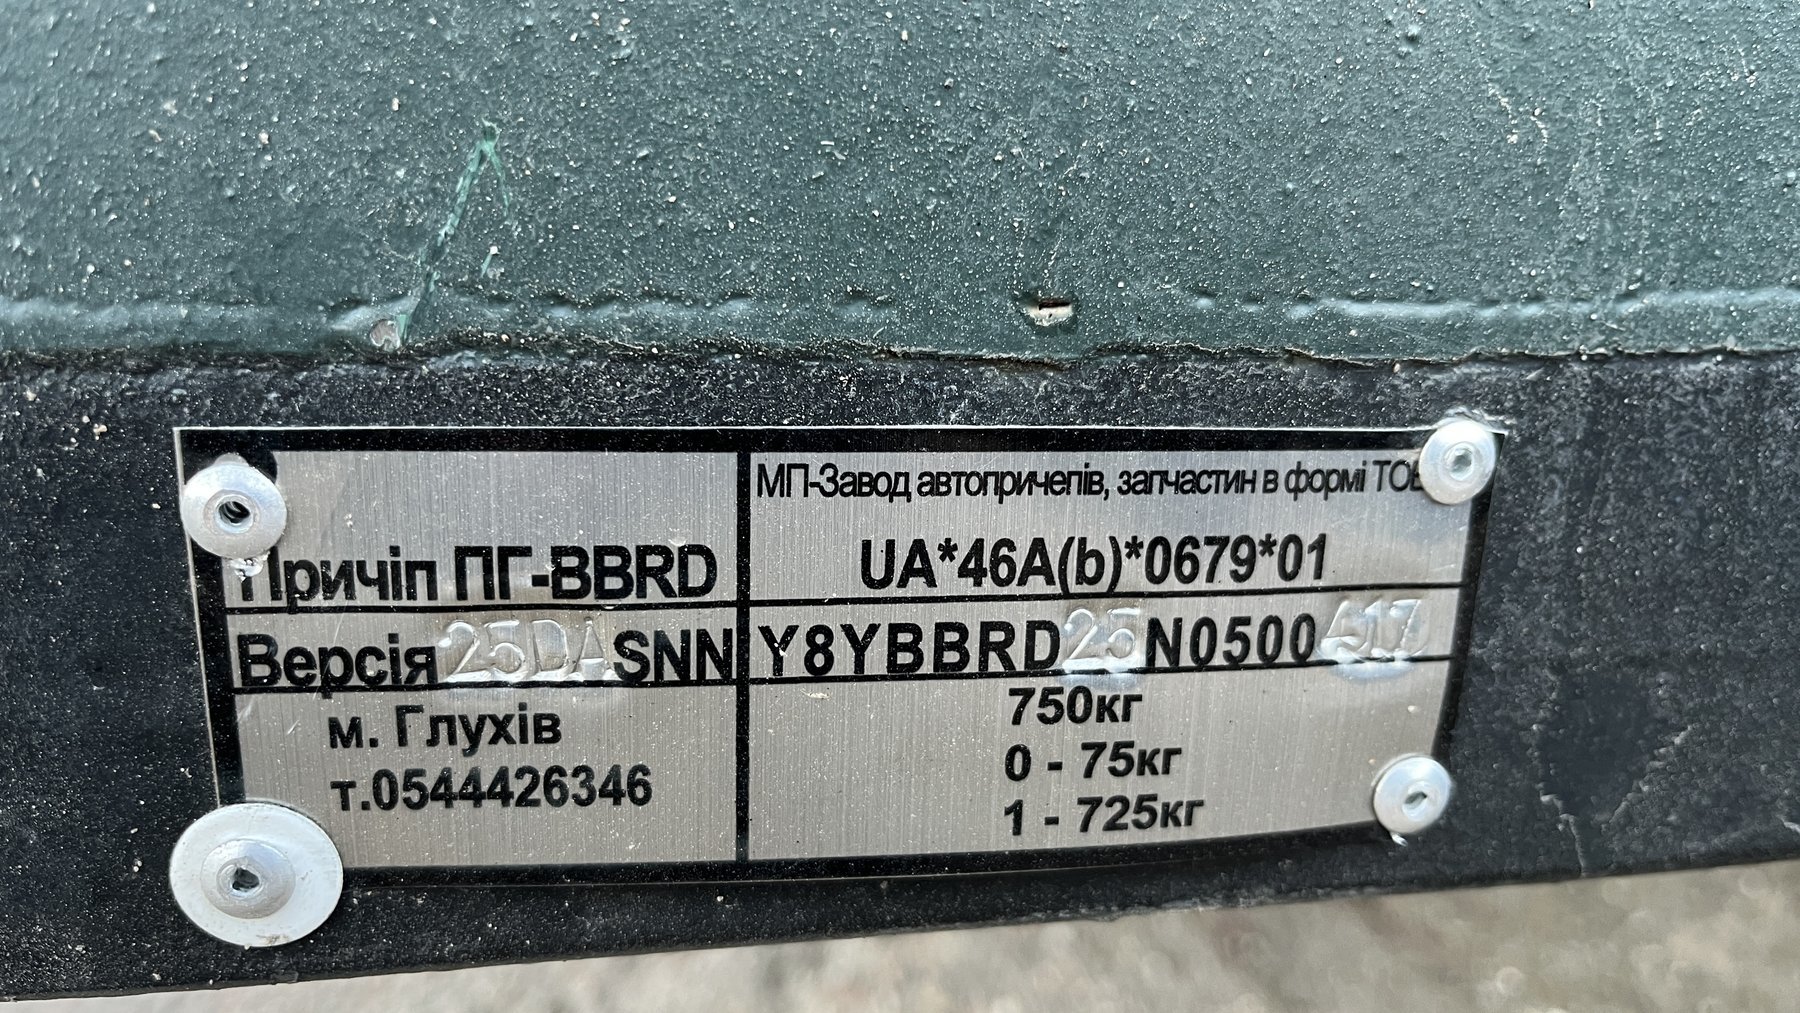 МП-Завод автопричепів, запчастин в формі ТОВ
Причіп ПГ-BBRD UA*46A(b)*0679*01
Версія 25DASNN Y8YBBRD25N0500417
м. Глухів
т.0544426346
750кг
0 - 75кг
1 - 725кг